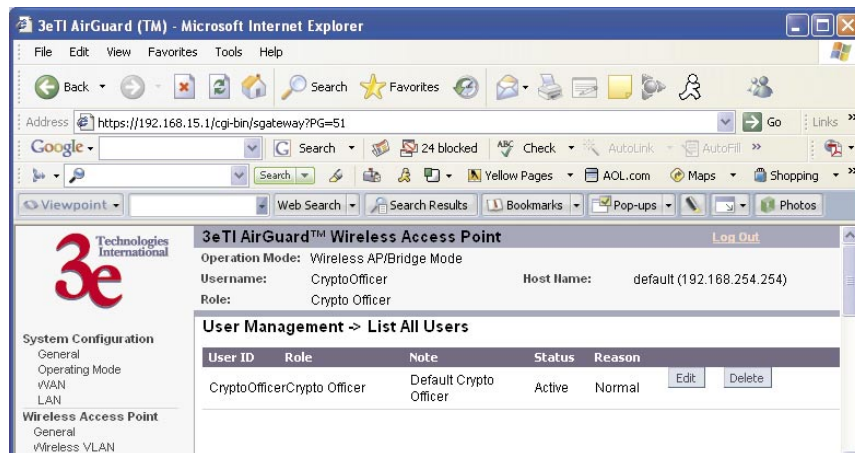 3eTI AirGuard (TM) - Microsoft Internet Explorer
File Edit View Favorites Tools Help
Back Search Favorites
Address https://192.168.15.1/cgi-bin/sgateway?PG=51 Go Links »
Google Search 24 blocked ABC Check AutoLink AutoFill »
Search Yellow Pages AOL.com Maps Shopping »
Viewpoint Web Search Search Results Bookmarks Pop-ups Photos
3e Technologies International
3eTI AirGuard™ Wireless Access Point Log Out
Operation Mode: Wireless AP/Bridge Mode
Username: CryptoOfficer Host Name: default (192.168.254.254)
Role: Crypto Officer
System Configuration
General
Operating Mode
WAN
LAN
Wireless Access Point
General
Wireless VLAN
User Management -> List All Users
User ID Role Note Status Reason
CryptoOfficer Crypto Officer Default Crypto Officer Active Normal Edit Delete